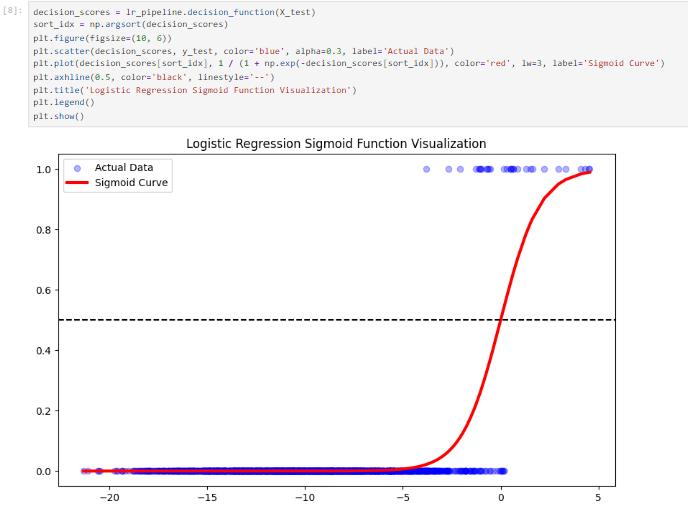 [8]:
decision_scores = lr_pipeline.decision_function(X_test)
sort_idx = np.argsort(decision_scores)
plt.figure(figsize=(10, 6))
plt.scatter(decision_scores, y_test, color='blue', alpha=0.3, label='Actual Data')
plt.plot(decision_scores[sort_idx], 1 / (1 + np.exp(-decision_scores[sort_idx])), color='red', lw=3, label='Sigmoid Curve')
plt.axhline(0.5, color='black', linestyle='--')
plt.title('Logistic Regression Sigmoid Function Visualization')
plt.legend()
plt.show()
Logistic Regression Sigmoid Function Visualization
Actual Data
Sigmoid Curve
1.0
0.8
0.6
0.4
0.2
0.0
−20 −15 −10 −5 0 5